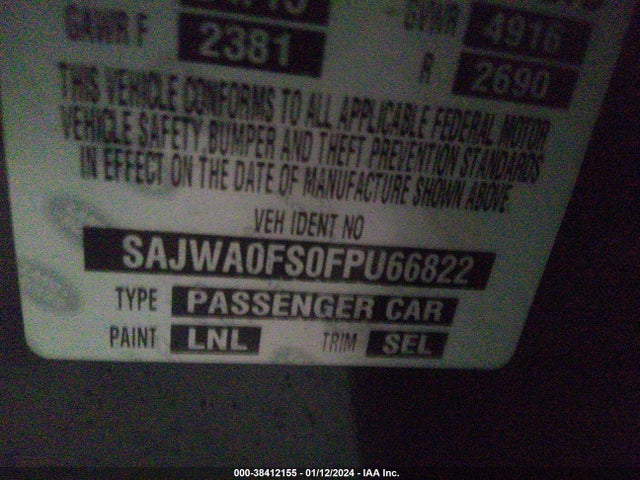 GAWR F 2381 GVWR 4916
R 2690
THIS VEHICLE CONFORMS TO ALL APPLICABLE FEDERAL MOTOR
VEHICLE SAFETY, BUMPER AND THEFT PREVENTION STANDARDS
IN EFFECT ON THE DATE OF MANUFACTURE SHOWN ABOVE.
VEH IDENT NO
SAJWA0FS0FPU66822
TYPE PASSENGER CAR
PAINT LNL TRIM SEL
000-38412155 - 01/12/2024 - IAA Inc.